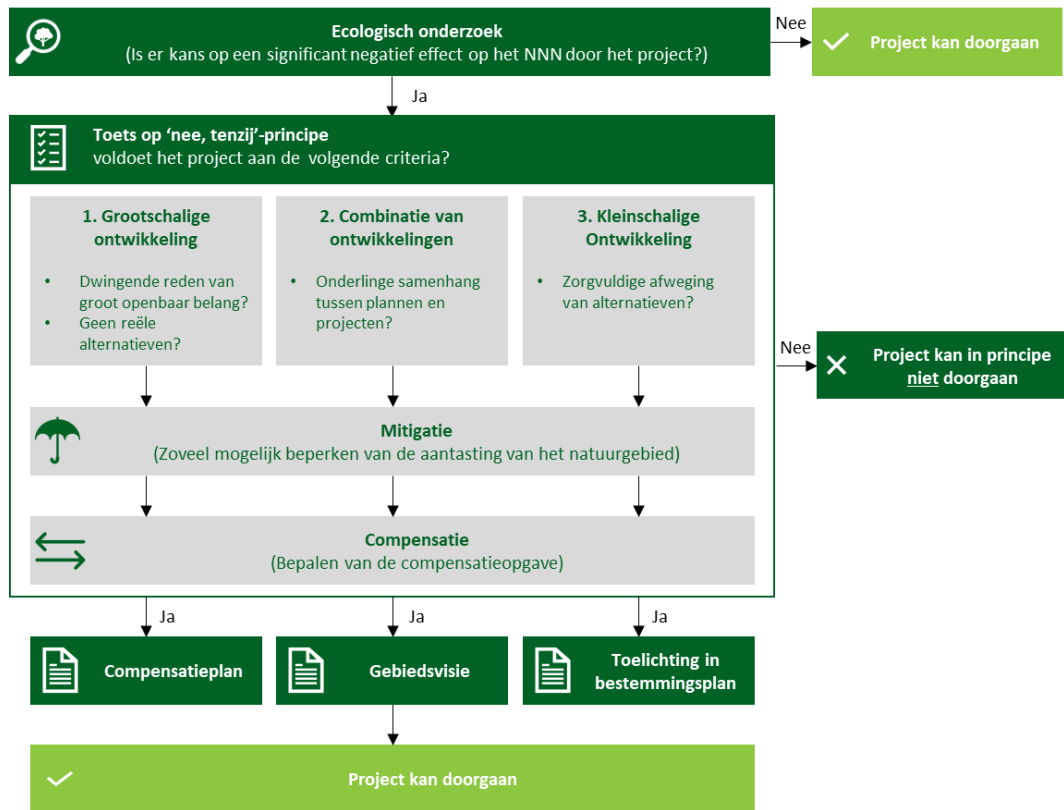 Ecologisch onderzoek
(Is er kans op een significant negatief effect op het NNN door het project?)
Nee
Project kan doorgaan
Ja
Toets op ‘nee, tenzij’-principe
voldoet het project aan de volgende criteria?
1. Grootschalige
ontwikkeling
• Dwingende reden van
groot openbaar belang?
• Geen reële
alternatieven?
2. Combinatie van
ontwikkelingen
• Onderlinge samenhang
tussen plannen en
projecten?
3. Kleinschalige
Ontwikkeling
• Zorgvuldige afweging
van alternatieven?
Nee
Project kan in principe
niet doorgaan
Mitigatie
(Zoveel mogelijk beperken van de aantasting van het natuurgebied)
Compensatie
(Bepalen van de compensatieopgave)
Ja
Ja
Ja
Compensatieplan
Gebiedsvisie
Toelichting in
bestemmingsplan
Project kan doorgaan